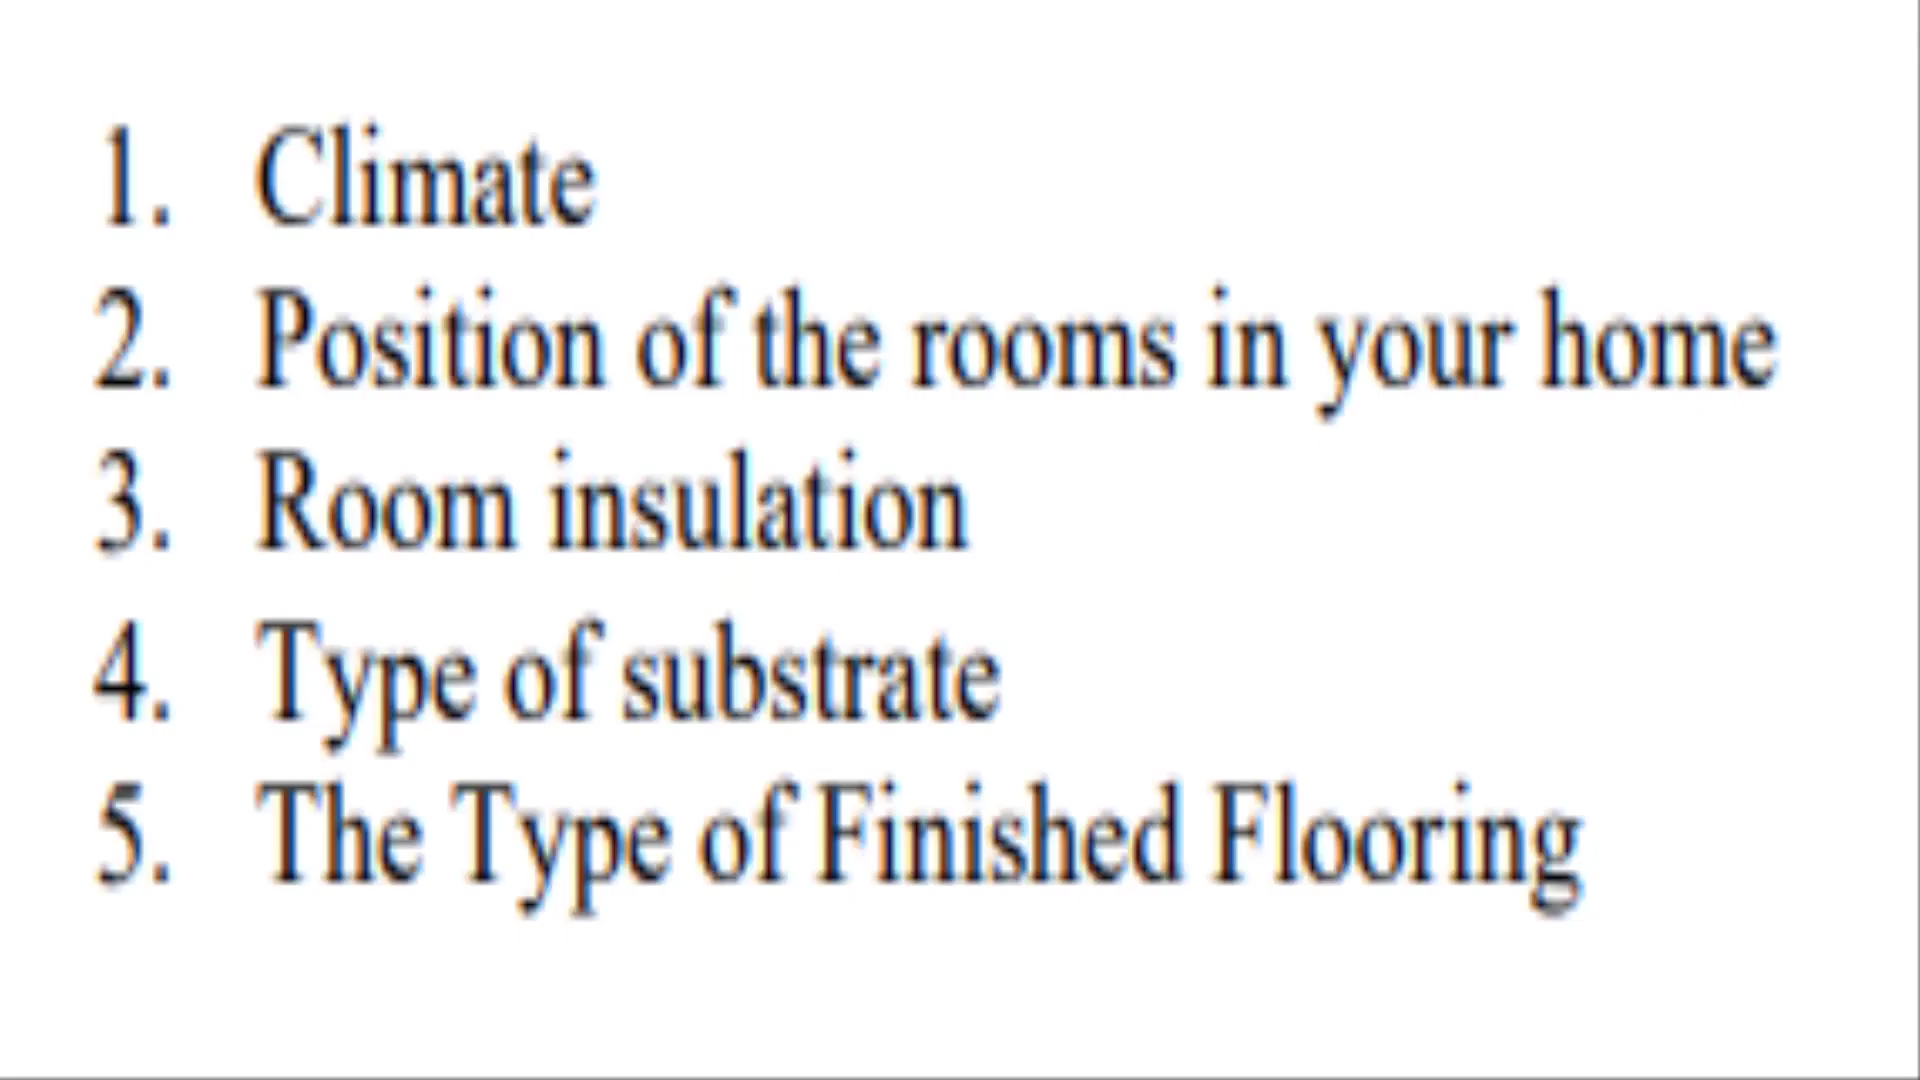 1. Climate
2. Position of the rooms in your home
3. Room insulation
4. Type of substrate
5. The Type of Finished Flooring